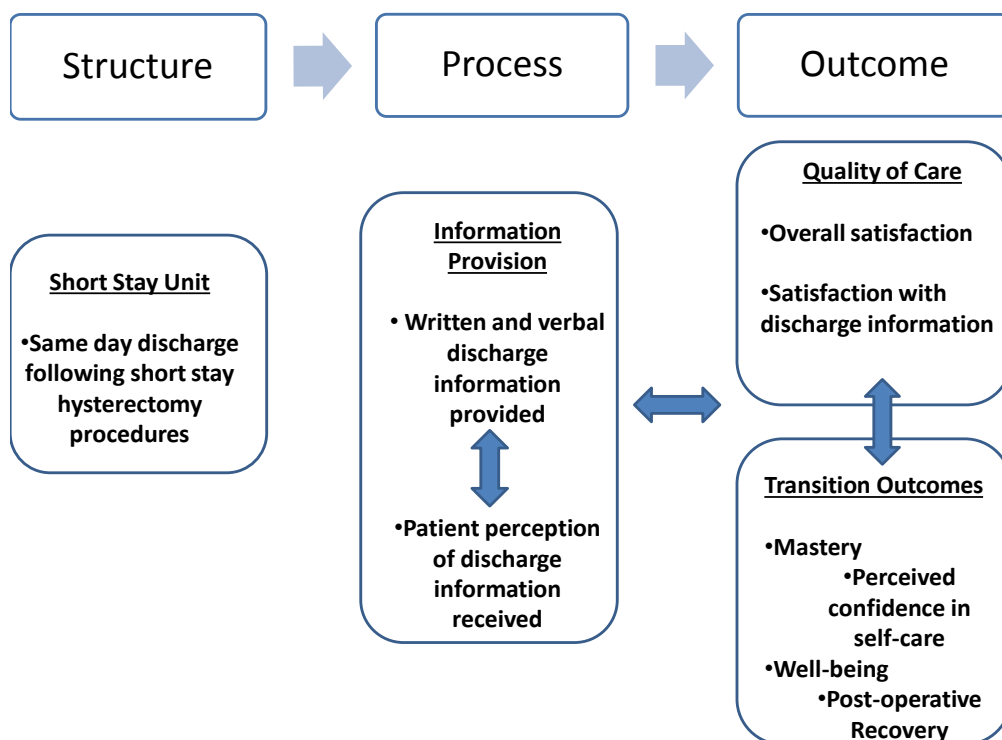 Structure
Process
Outcome
Short Stay Unit
•Same day discharge
following short stay
hysterectomy
procedures
Information
Provision
• Written and verbal
discharge
information
provided
•Patient perception
of discharge
information
received
Quality of Care
•Overall satisfaction
•Satisfaction with
discharge information
Transition Outcomes
•Mastery
•Perceived
confidence in
self-care
•Well-being
•Post-operative
Recovery